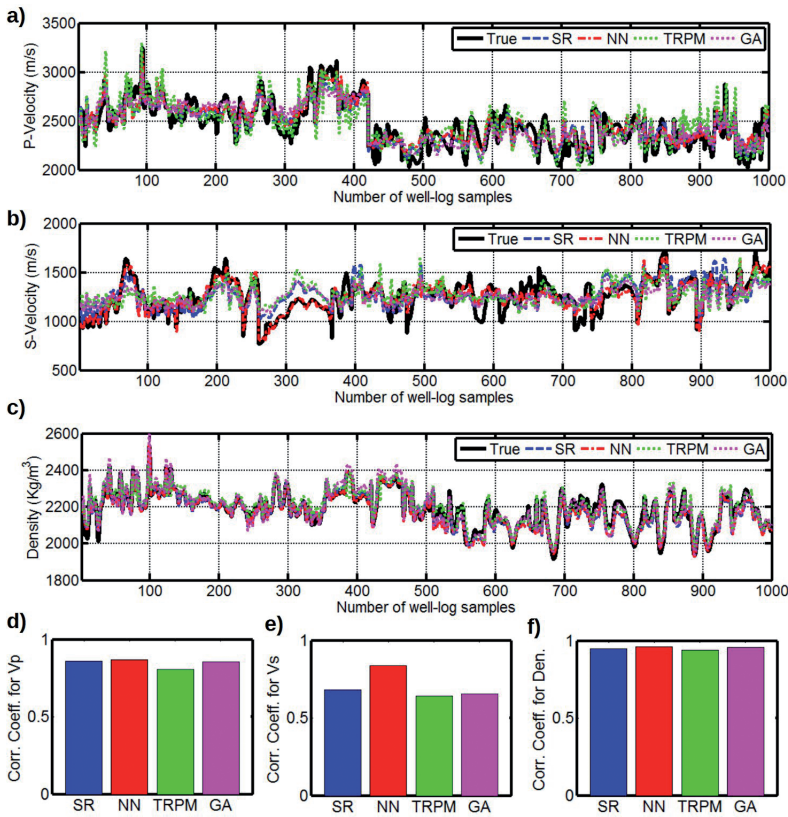 a)
3500
3000
2500
2000
P-Velocity (m/s)
True SR NN TRPM GA
100 200 300 400 500 600 700 800 900 1000
Number of well-log samples
b)
2000
1500
1000
500
S-Velocity (m/s)
True SR NN TRPM GA
100 200 300 400 500 600 700 800 900 1000
Number of well-log samples
c)
2600
2400
2200
2000
1800
Density (Kg/m³)
True SR NN TRPM GA
100 200 300 400 500 600 700 800 900 1000
Number of well-log samples
d)
1
0.5
0
Corr. Coeff. for Vp
SR NN TRPM GA
e)
1
0.5
0
Corr. Coeff. for Vs
SR NN TRPM GA
f)
1
0.5
0
Corr. Coeff. for Den.
SR NN TRPM GA